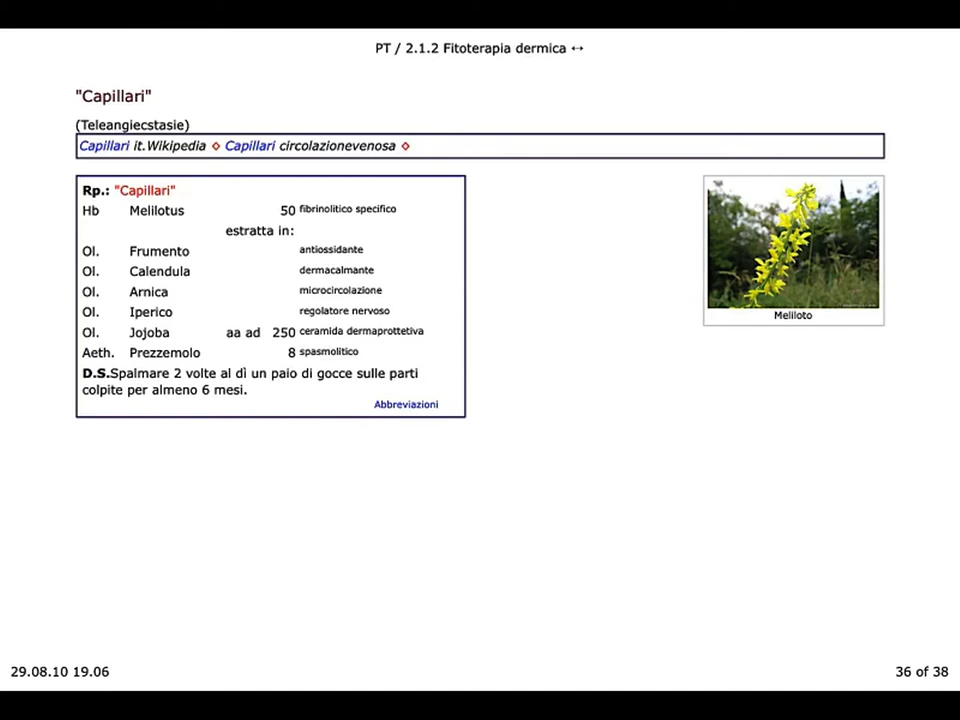 PT / 2.1.2 Fitoterapia dermica ↔
"Capillari"
(Teleangiecstasie)
Capillari it.Wikipedia ◊ Capillari circolazionevenosa ◊
Rp.: "Capillari"
Hb Melilotus 50 fibrinolitico specifico
estratta in:
Ol. Frumento antiossidante
Ol. Calendula dermacalmante
Ol. Arnica microcircolazione
Ol. Iperico regolatore nervoso
Ol. Jojoba aa ad 250 ceramida dermaprottetiva
Aeth. Prezzemolo 8 spasmolitico
D.S.Spalmare 2 volte al dì un paio di gocce sulle parti
colpite per almeno 6 mesi.
Abbreviazioni
Meliloto
29.08.10 19.06
36 of 38